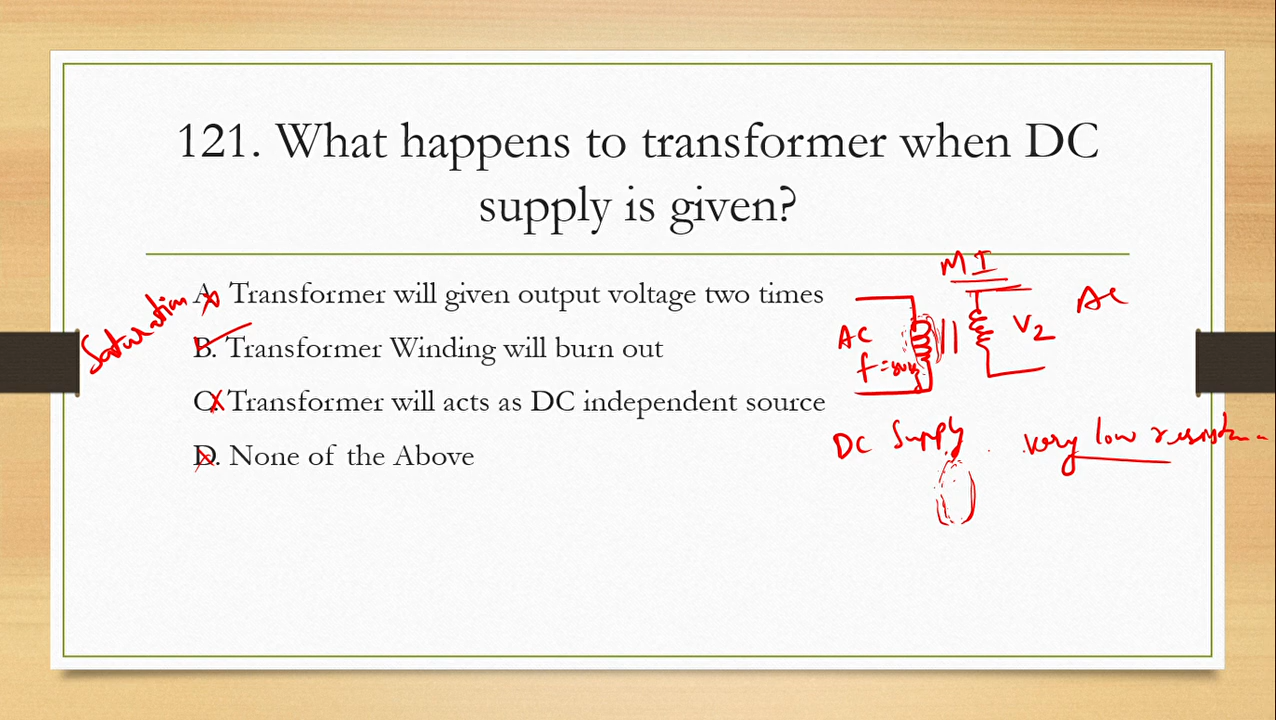 121. What happens to transformer when DC
supply is given?
A. Transformer will given output voltage two times
B. Transformer Winding will burn out
C. Transformer will acts as DC independent source
D. None of the Above
Saturation
MI
AC
AC
V2
DC Supply
very low